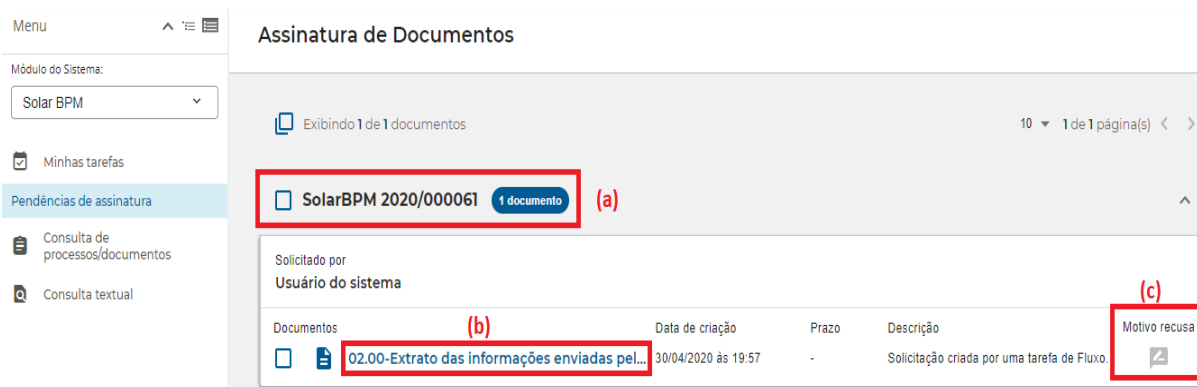 Menu
Assinatura de Documentos
Módulo do Sistema:
Solar BPM
Exibindo 1 de 1 documentos
10
1 de 1 página(s)
Minhas tarefas
Pendências de assinatura
SolarBPM 2020/000061
1 documento
(a)
Consulta de
processos/documentos
Consulta textual
Solicitado por
Usuário do sistema
(c)
Documentos
(b)
Data de criação
Prazo
Descrição
Motivo recusa
02.00-Extrato das informações enviadas pel...
30/04/2020 às 19:57
-
Solicitação criada por uma tarefa de Fluxo.